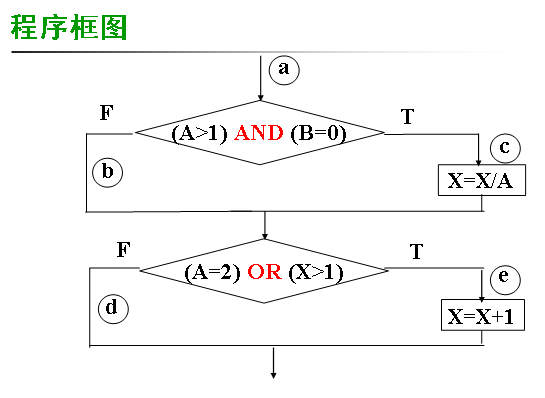 程序框图
a
F
T
(A>1) AND (B=0)
c
b
X=X/A
F
T
(A=2) OR (X>1)
e
d
X=X+1